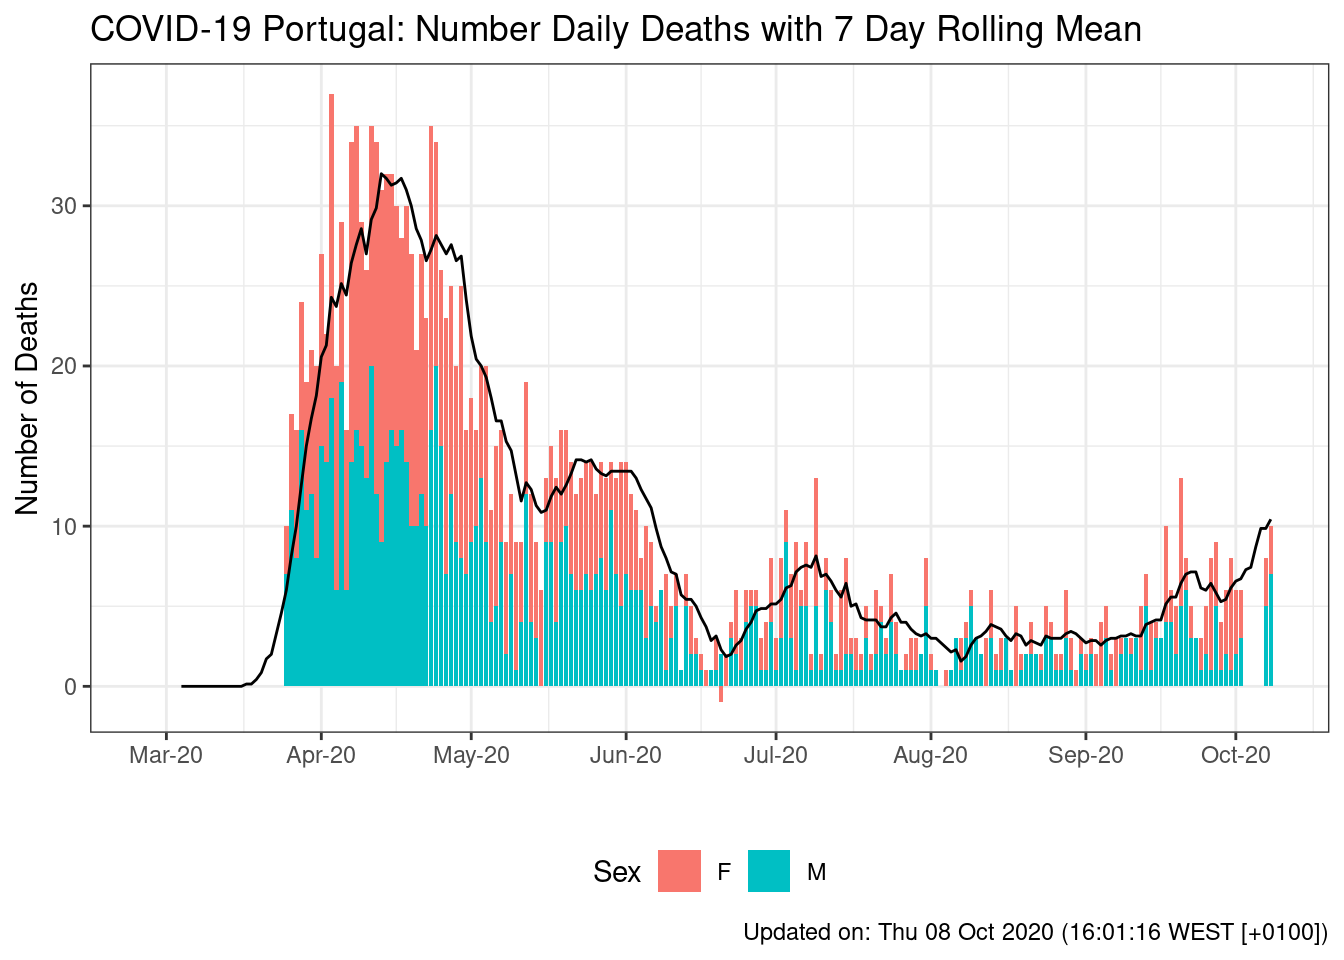 COVID-19 Portugal: Number Daily Deaths with 7 Day Rolling Mean
Number of Deaths
30
20
10
0
Mar-20 Apr-20 May-20 Jun-20 Jul-20 Aug-20 Sep-20 Oct-20
Sex F M
Updated on: Thu 08 Oct 2020 (16:01:16 WEST [+0100])